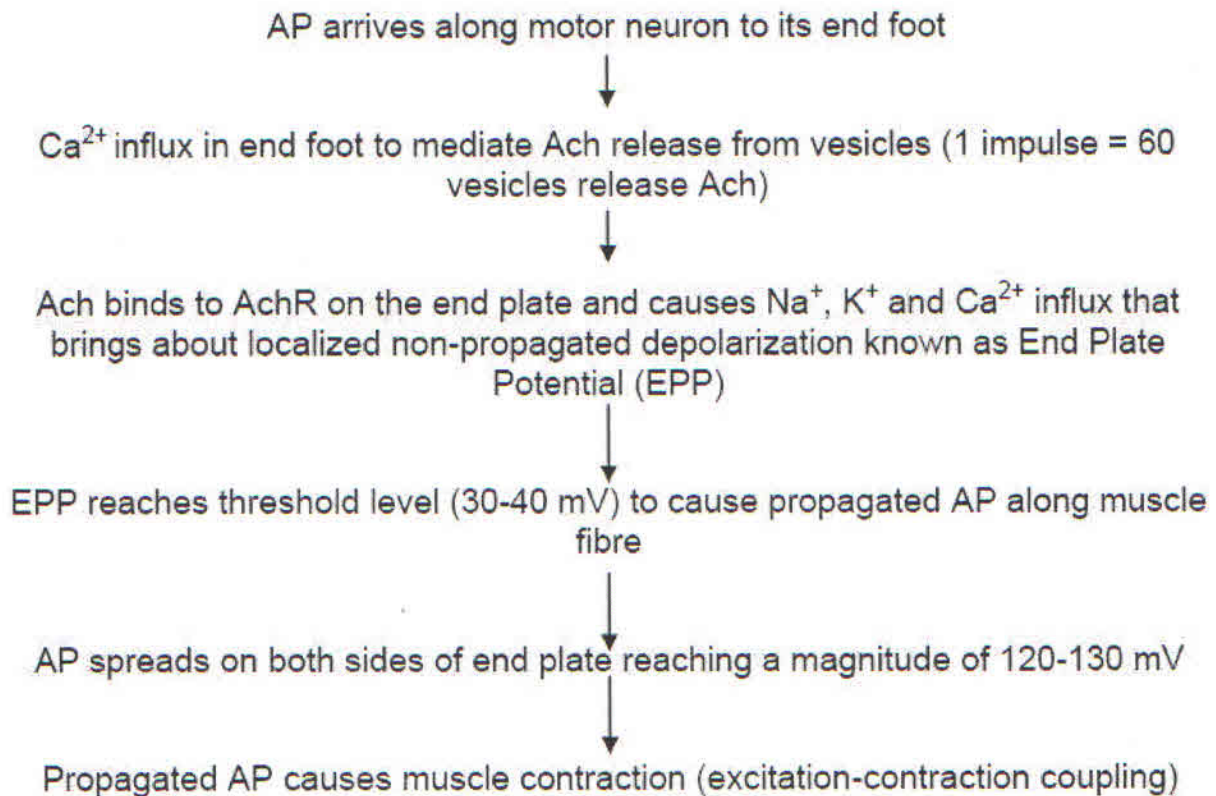 AP arrives along motor neuron to its end foot
Ca²⁺ influx in end foot to mediate Ach release from vesicles (1 impulse = 60
vesicles release Ach)
Ach binds to AchR on the end plate and causes Na⁺, K⁺ and Ca²⁺ influx that
brings about localized non-propagated depolarization known as End Plate
Potential (EPP)
EPP reaches threshold level (30-40 mV) to cause propagated AP along muscle
fibre
AP spreads on both sides of end plate reaching a magnitude of 120-130 mV
Propagated AP causes muscle contraction (excitation-contraction coupling)